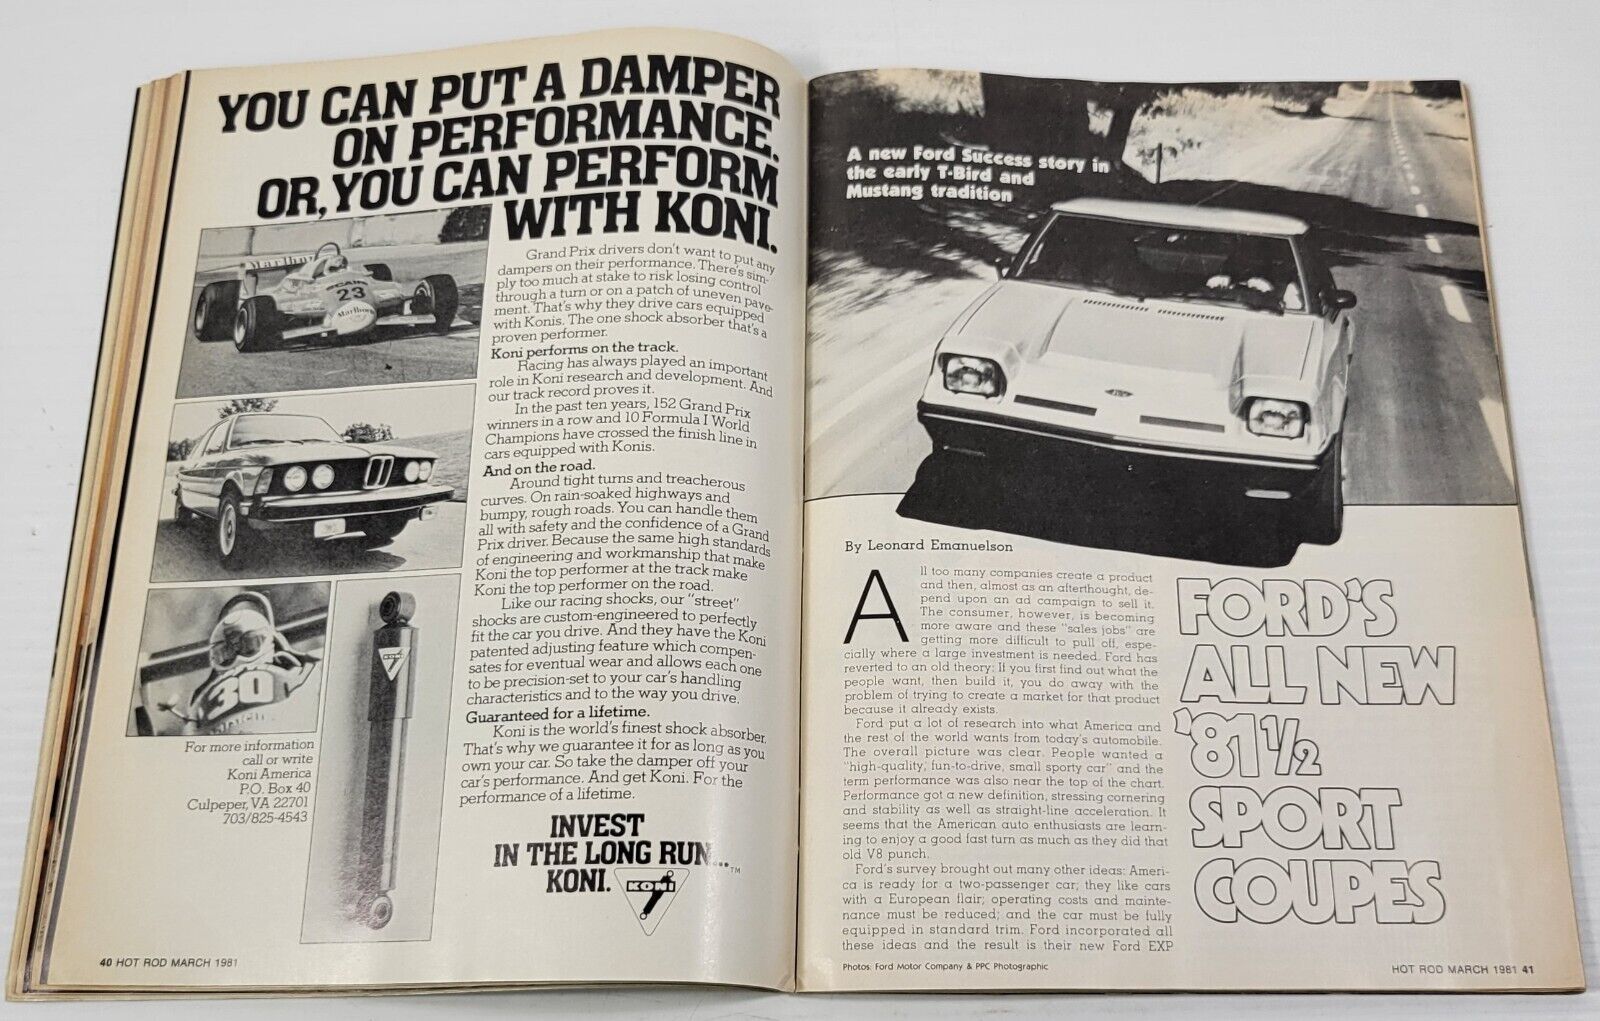 YOU CAN PUT A DAMPER
ON PERFORMANCE.
OR, YOU CAN PERFORM
WITH KONI.
Marlboro
23
Marlboro
30
Grand Prix drivers don't want to put any
dampers on their performance. There's sim-
ply too much at stake to risk losing control
through a turn or on a patch of uneven pave-
ment. That's why they drive cars equipped
with Konis. The one shock absorber that's a
proven performer.
Koni performs on the track.
Racing has always played an important
role in Koni research and development. And
our track record proves it.
In the past ten years, 152 Grand Prix
winners in a row and 10 Formula I World
Champions have crossed the finish line in
cars equipped with Konis.
And on the road.
Around tight turns and treacherous
curves. On rain-soaked highways and
bumpy, rough roads. You can handle them
all with safety and the confidence of a Grand
Prix driver. Because the same high standards
of engineering and workmanship that make
Koni the top performer at the track make
Koni the top performer on the road.
Like our racing shocks, our "street"
shocks are custom-engineered to perfectly
fit the car you drive. And they have the Koni
patented adjusting feature which compen-
sates for eventual wear and allows each one
to be precision-set to your car's handling
characteristics and to the way you drive.
Guaranteed for a lifetime.
Koni is the world's finest shock absorber.
That's why we guarantee it for as long as you
own your car. So take the damper off your
car's performance. And get Koni. For the
performance of a lifetime.
KONI
For more information
call or write
Koni America
P.O. Box 40
Culpeper, VA 22701
703/825-4543
INVEST
IN THE LONG RUN...™
KONI.
KONI
40 HOT ROD MARCH 1981
A new Ford Success story in
the early T-Bird and
Mustang tradition
By Leonard Emanuelson
All too many companies create a product
and then, almost as an afterthought, de-
pend upon an ad campaign to sell it.
The consumer, however, is becoming
more aware and these "sales jobs" are
getting more difficult to pull off, espe-
cially where a large investment is needed. Ford has
reverted to an old theory: If you first find out what the
people want, then build it, you do away with the
problem of trying to create a market for that product
because it already exists.
Ford put a lot of research into what America and
the rest of the world wants from today's automobile.
The overall picture was clear. People wanted a
"high-quality, fun-to-drive, small sporty car" and the
term performance was also near the top of the chart.
Performance got a new definition, stressing cornering
and stability as well as straight-line acceleration. It
seems that the American auto enthusiasts are learn-
ing to enjoy a good fast turn as much as they did that
old V8 punch.
Ford's survey brought out many other ideas: Ameri-
ca is ready for a two-passenger car; they like cars
with a European flair; operating costs and mainte-
nance must be reduced; and the car must be fully
equipped in standard trim. Ford incorporated all
these ideas and the result is their new Ford EXP
FORD'S
ALL NEW
'81 1/2
SPORT
COUPES
Photos: Ford Motor Company & PPC Photographic
HOT ROD MARCH 1981 41